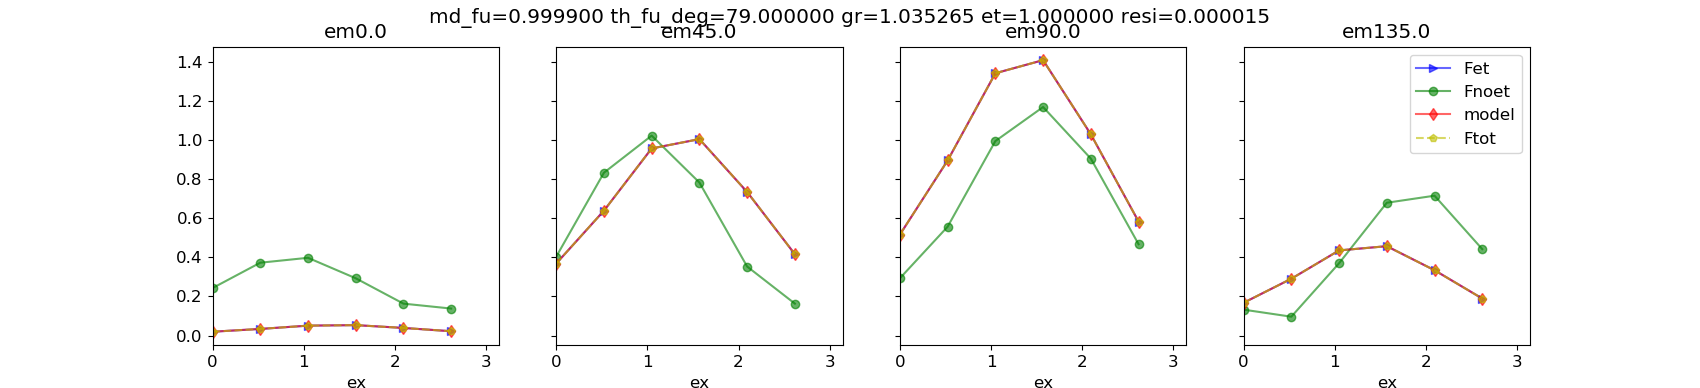 md_fu=0.999900 th_fu_deg=79.000000 gr=1.035265 et=1.000000 resi=0.000015
em0.0
em45.0
em90.0
em135.0
1.4
1.2
1.0
0.8
0.6
0.4
0.2
0.0
Fet
Fnoet
model
Ftot
0 1 2 3
0 1 2 3
0 1 2 3
0 1 2 3
ex
ex
ex
ex